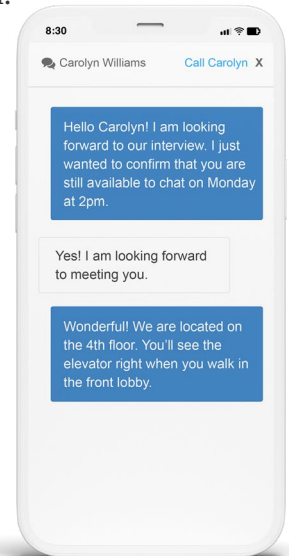 8:30
Carolyn Williams Call Carolyn X
Hello Carolyn! I am looking
forward to our interview. I just
wanted to confirm that you are
still available to chat on Monday
at 2pm.
Yes! I am looking forward
to meeting you.
Wonderful! We are located on
the 4th floor. You'll see the
elevator right when you walk in
the front lobby.